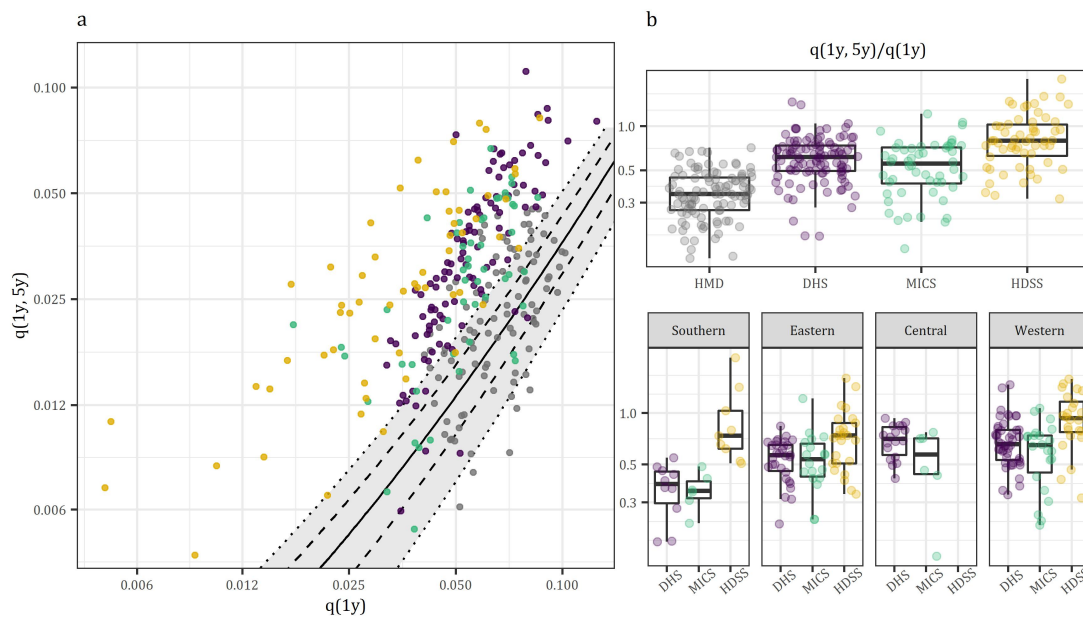 a
0.100
0.050
0.025
0.012
0.006
q(1y, 5y)
0.006 0.012 0.025 0.050 0.100
q(1y)
b
q(1y, 5y)/q(1y)
1.0
0.5
0.3
HMD DHS MICS HDSS
Southern Eastern Central Western
1.0
0.5
0.3
DHS MICS HDSS DHS MICS HDSS DHS MICS HDSS DHS MICS HDSS